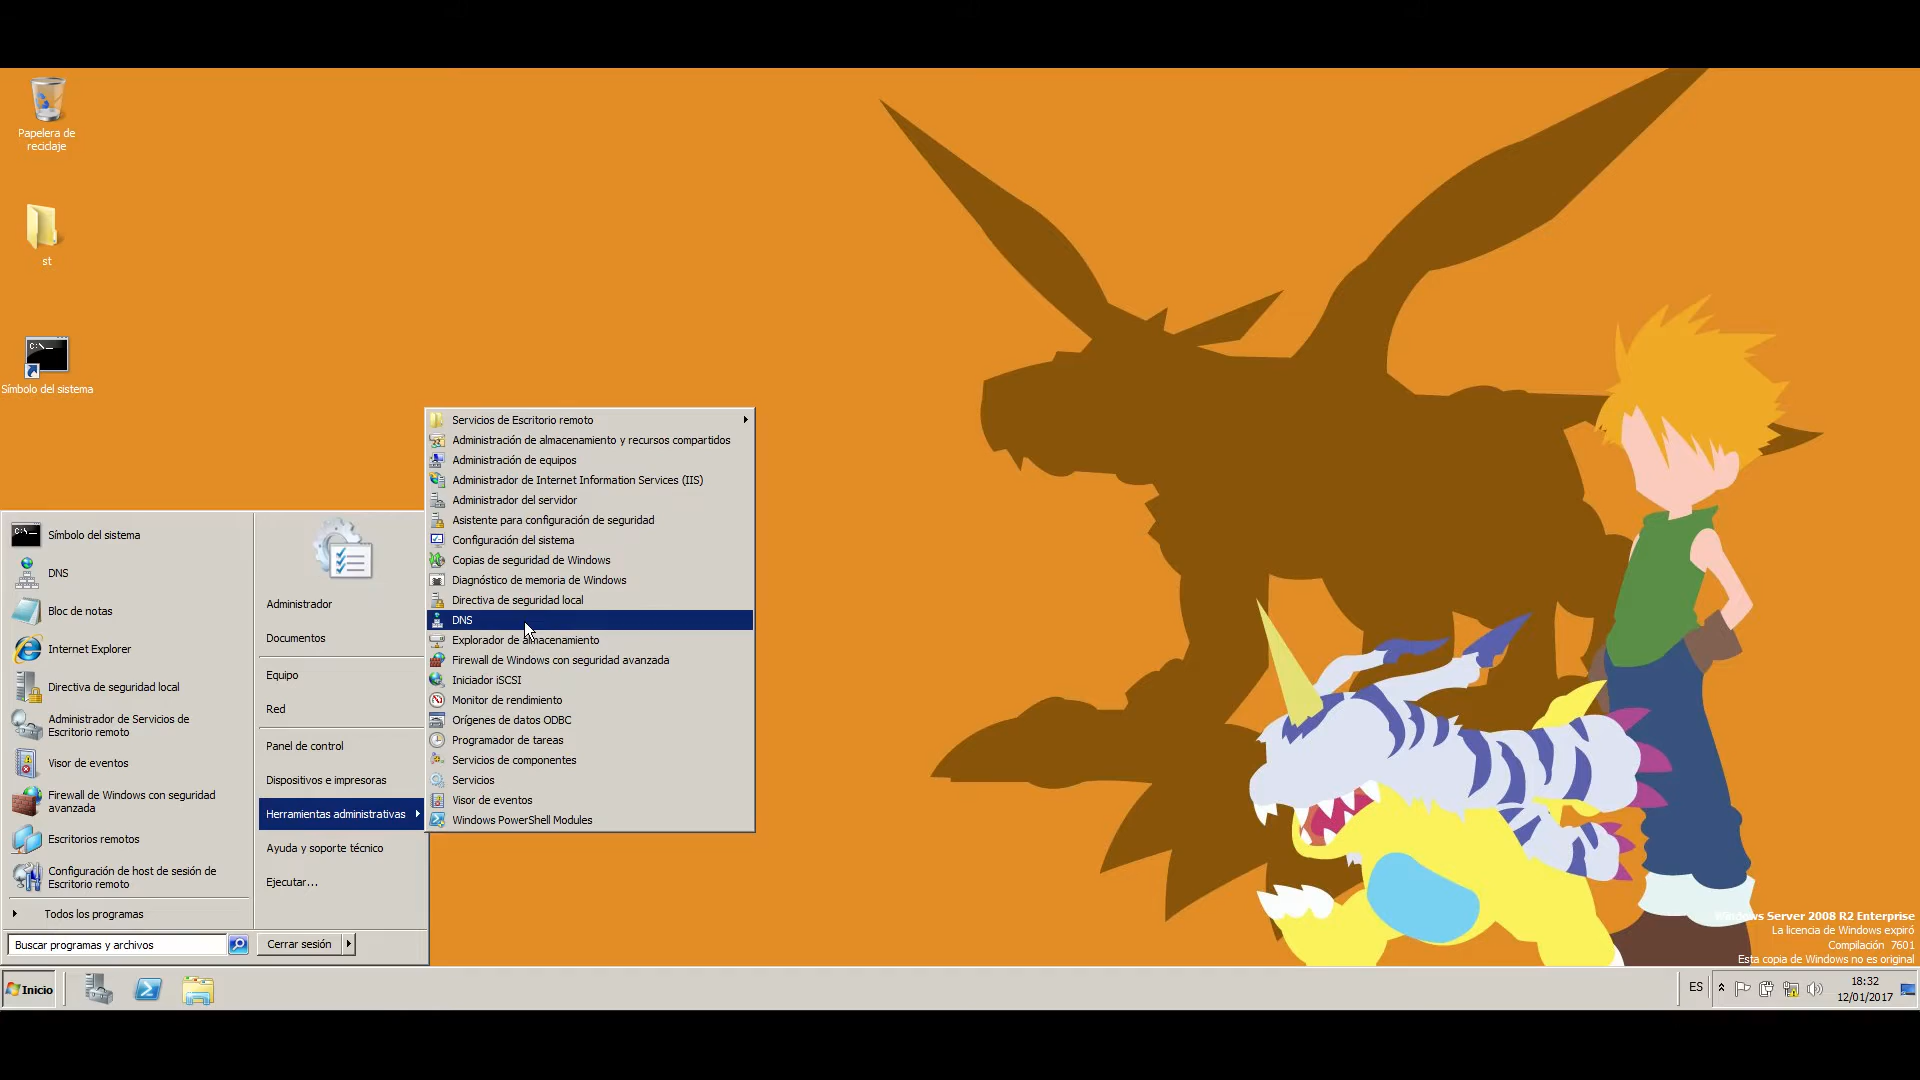 Papelera de
reciclaje
st
C:\
Símbolo del sistema
Servicios de Escritorio remoto
Administración de almacenamiento y recursos compartidos
Administración de equipos
Administrador de Internet Information Services (IIS)
Administrador del servidor
Asistente para configuración de seguridad
Configuración del sistema
Copias de seguridad de Windows
Diagnóstico de memoria de Windows
Directiva de seguridad local
DNS
Explorador de almacenamiento
Firewall de Windows con seguridad avanzada
Iniciador iSCSI
Monitor de rendimiento
Orígenes de datos ODBC
Programador de tareas
Servicios de componentes
Servicios
Visor de eventos
Windows PowerShell Modules
Símbolo del sistema
DNS
Bloc de notas
Internet Explorer
Directiva de seguridad local
Administrador de Servicios de
Escritorio remoto
Visor de eventos
Firewall de Windows con seguridad
avanzada
Escritorios remotos
Configuración de host de sesión de
Escritorio remoto
Todos los programas
Buscar programas y archivos
Administrador
Documentos
Equipo
Red
Panel de control
Dispositivos e impresoras
Herramientas administrativas
Ayuda y soporte técnico
Ejecutar...
Cerrar sesión
Windows Server 2008 R2 Enterprise
La licencia de Windows expiró
Compilación 7601
Esta copia de Windows no es original
Inicio
ES
18:32
12/01/2017